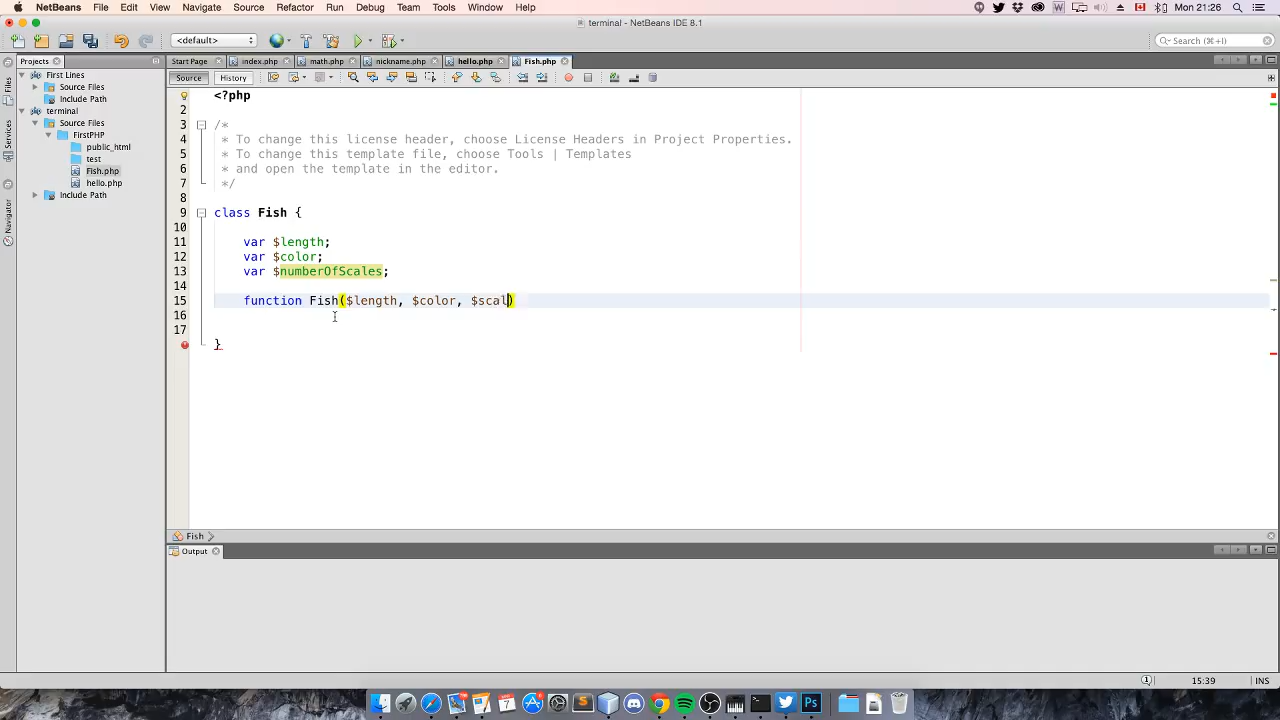 NetBeans File Edit View Navigate Source Refactor Run Debug Team Tools Window Help Mon 21:26
terminal - NetBeans IDE 8.1
<default> Search (⌘+I)
Projects Start Page index.php math.php nickname.php hello.php Fish.php
Source History
Files
Services
Navigator
First Lines
Source Files
Include Path
terminal
Source Files
FirstPHP
public_html
test
Fish.php
hello.php
Include Path
1 <?php
2
3 /*
4 * To change this license header, choose License Headers in Project Properties.
5 * To change this template file, choose Tools | Templates
6 * and open the template in the editor.
7 */
8
9 class Fish {
10
11 var $length;
12 var $color;
13 var $numberOfScales;
14
15 function Fish($length, $color, $scal)
16
17
}
Fish
Output
15:39 INS